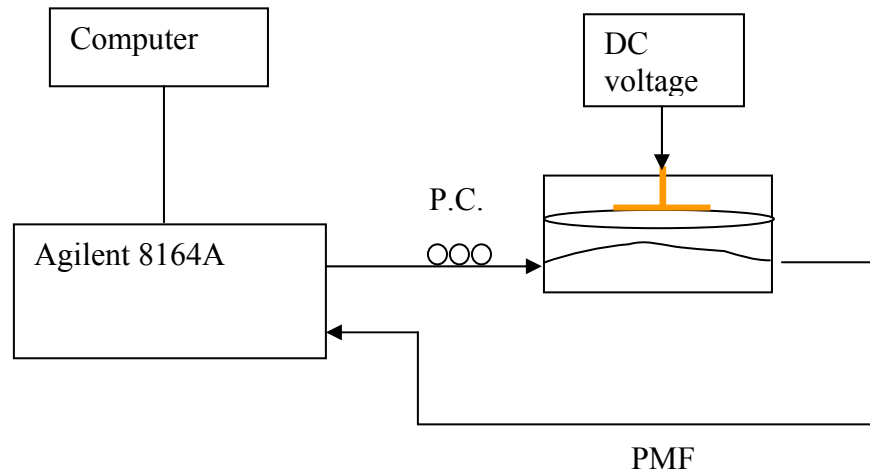 Computer
DC
voltage
P.C.
Agilent 8164A
PMF